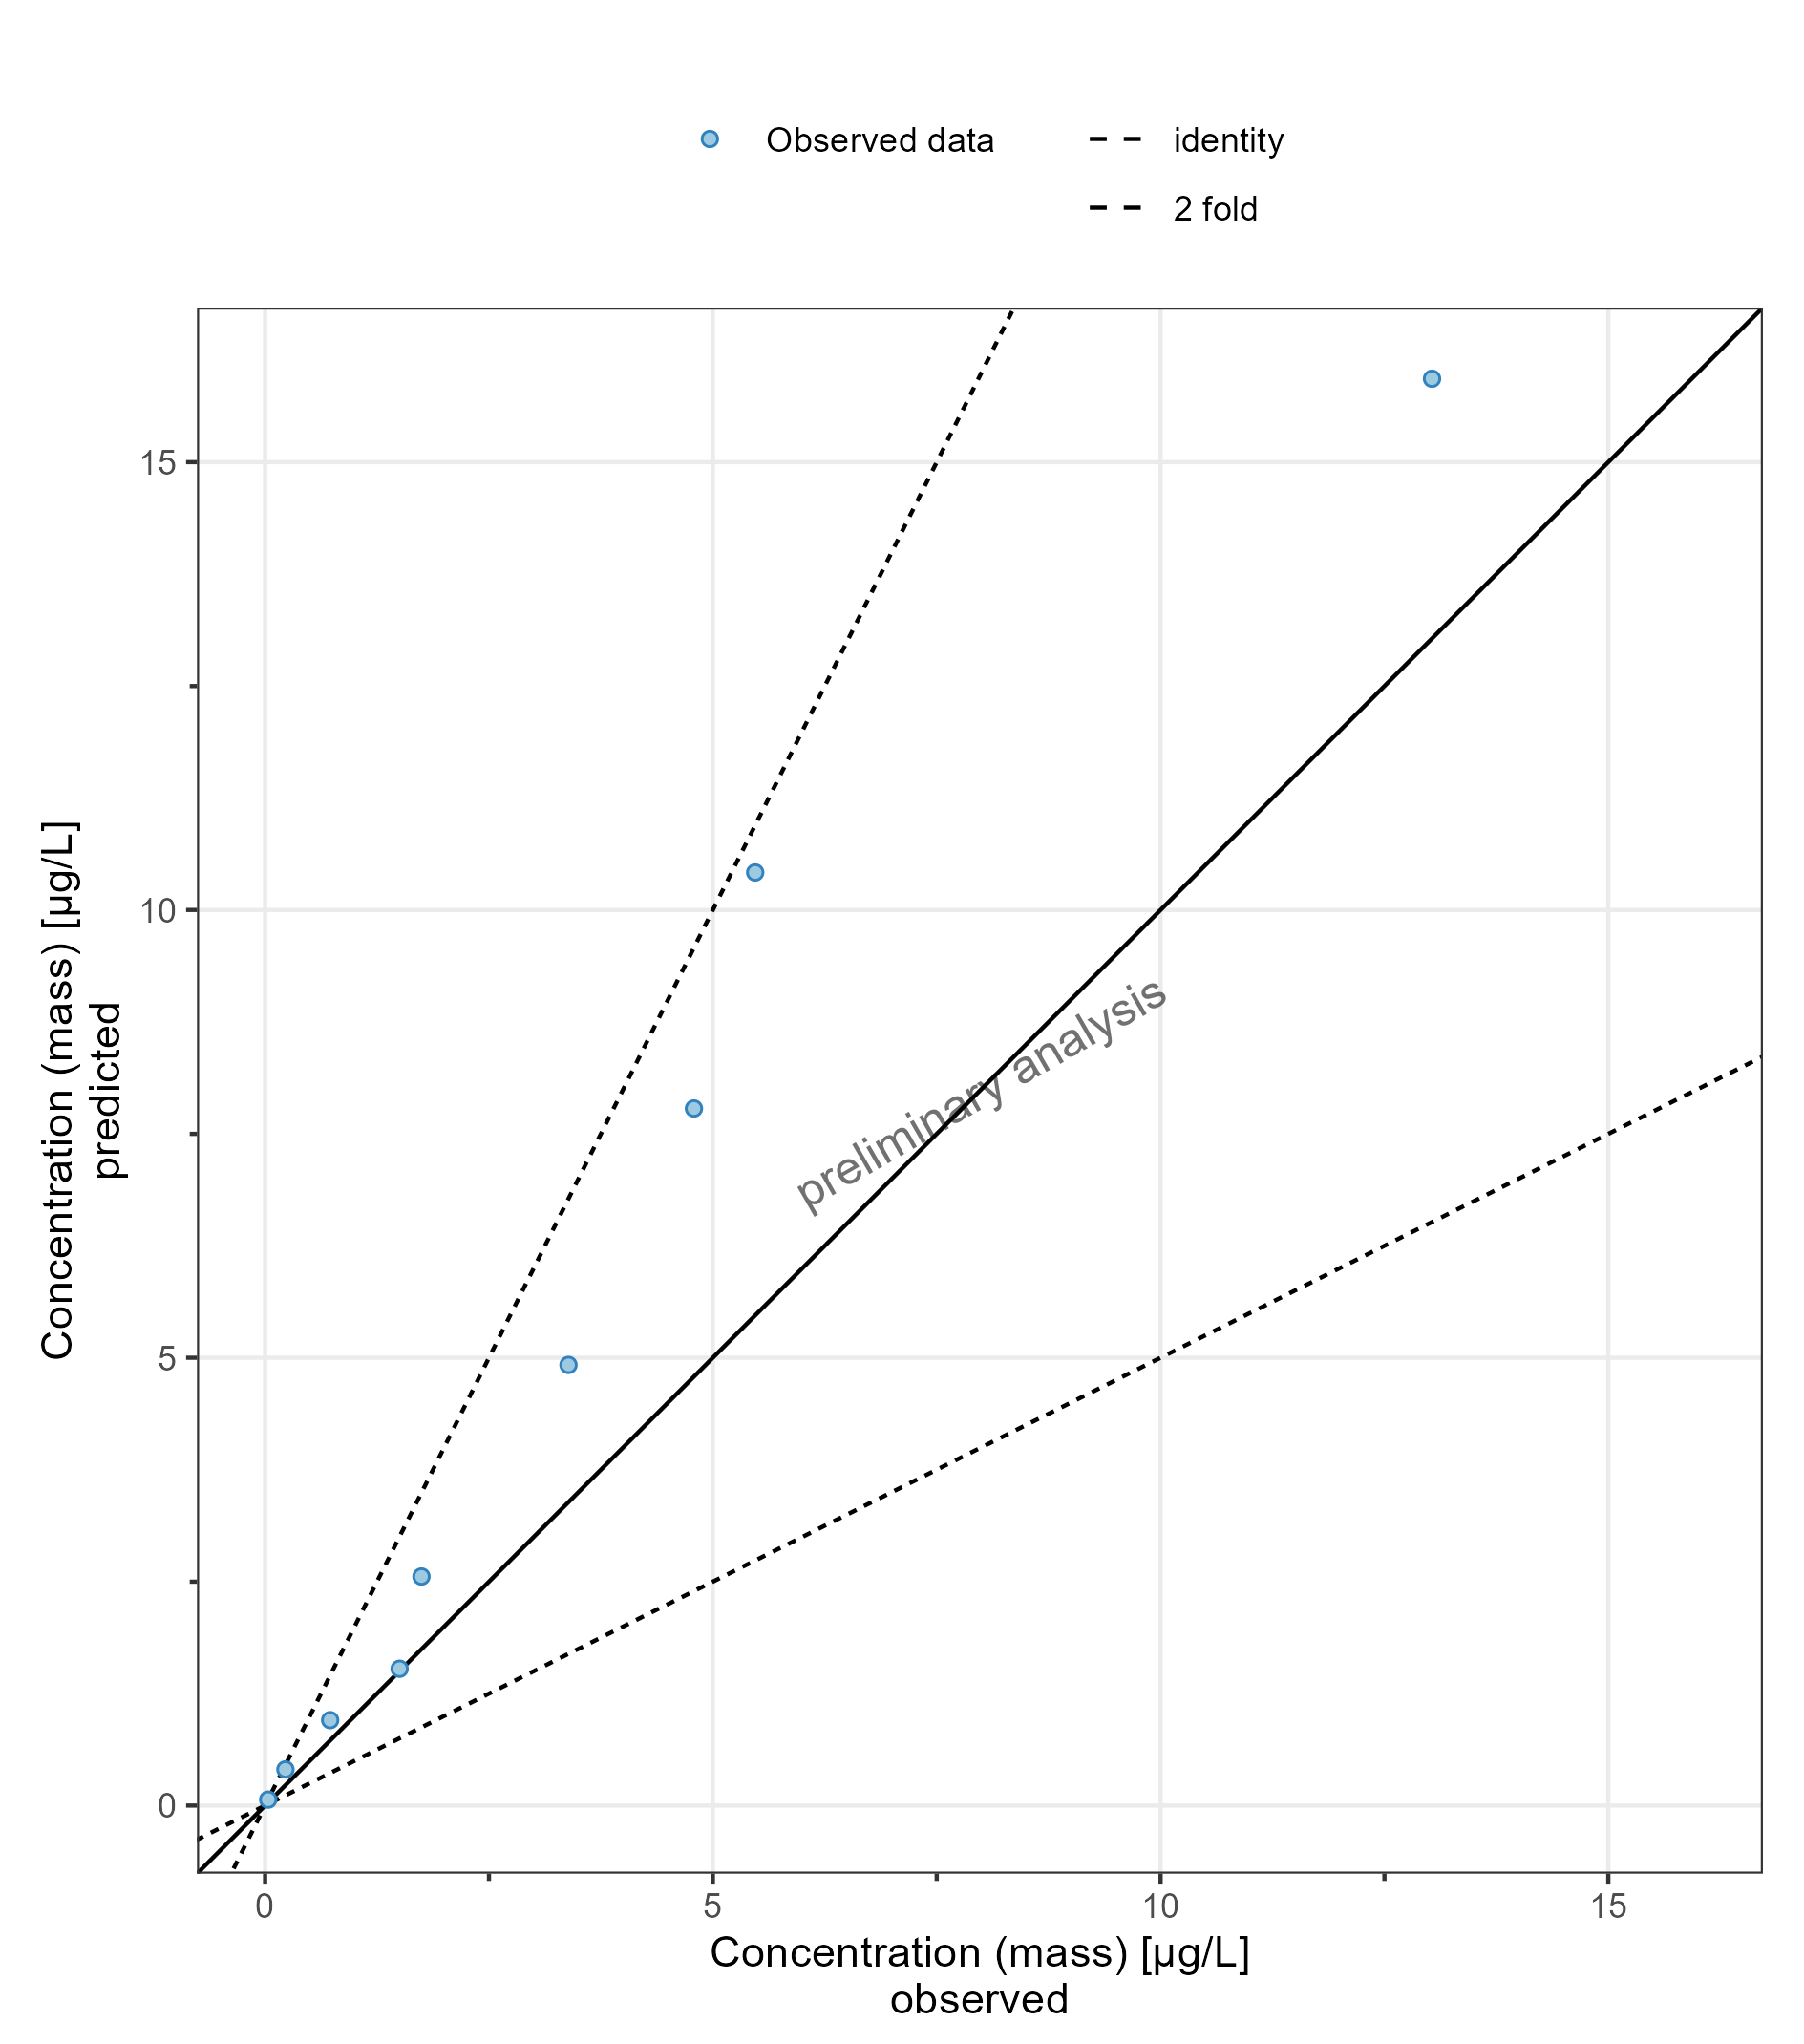 Observed data
identity
2 fold
Concentration (mass) [µg/L]
predicted
15
10
5
0
preliminary analysis
0
5
10
15
Concentration (mass) [µg/L]
observed